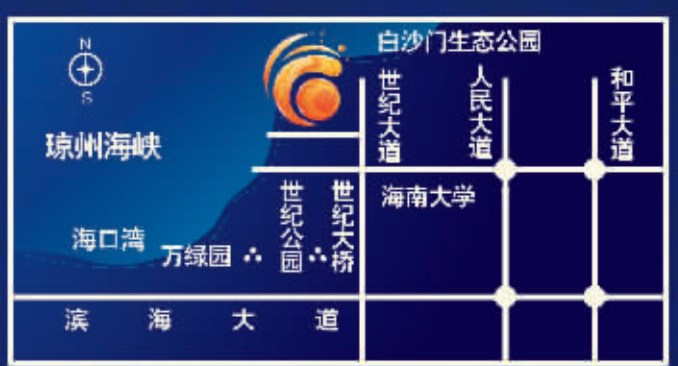 N
S
白沙门生态公园
世纪大道
人民大道
和平大道
琼州海峡
海南大学
世纪公园
世纪大桥
海口湾
万绿园
滨海大道